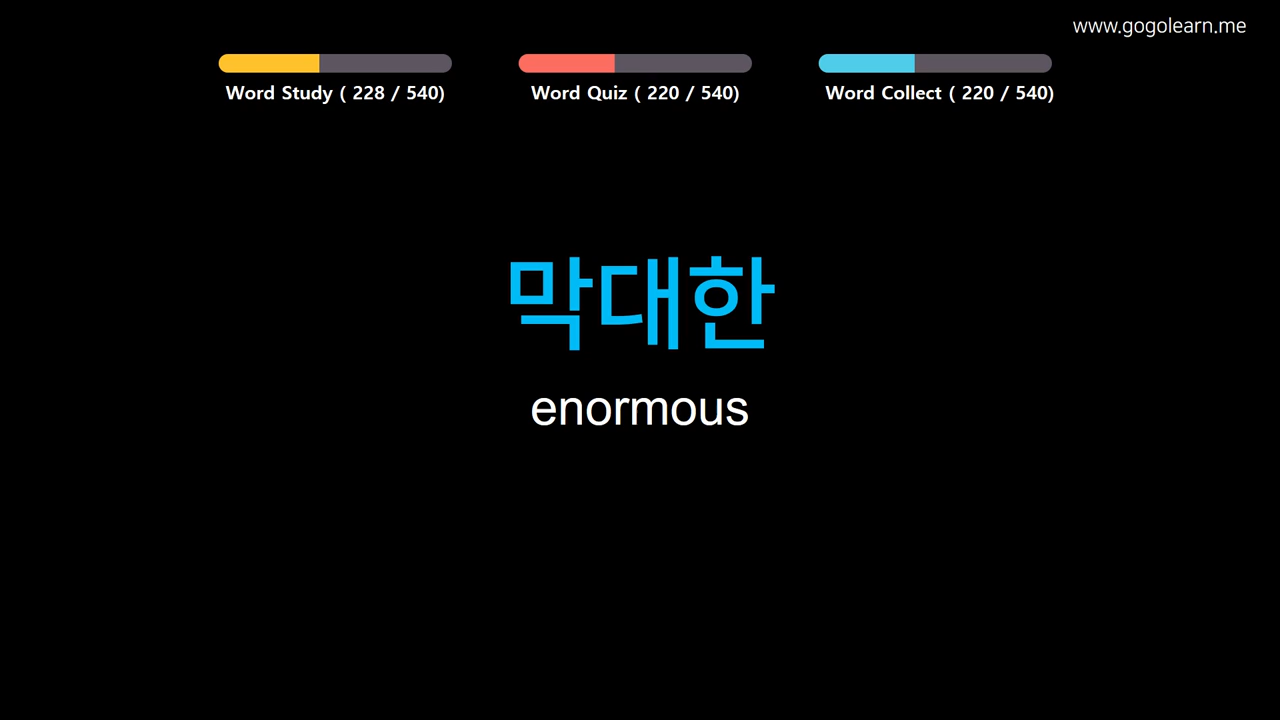 www.gogolearn.me
Word Study ( 228 / 540)
Word Quiz ( 220 / 540)
Word Collect ( 220 / 540)
막대한
enormous